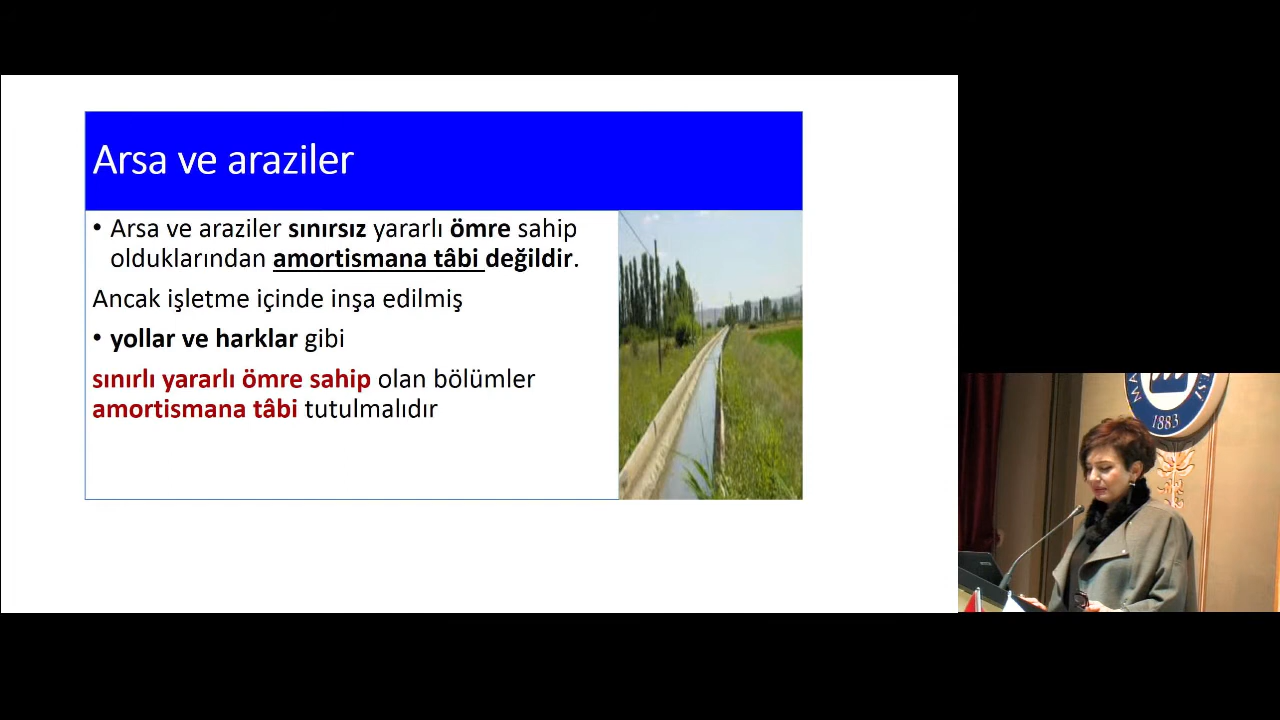 Arsa ve araziler
• Arsa ve araziler sınırsız yararlı ömre sahip
olduklarından amortismana tâbi değildir.
Ancak işletme içinde inşa edilmiş
• yollar ve harklar gibi
sınırlı yararlı ömre sahip olan bölümler
amortismana tâbi tutulmalıdır
1883